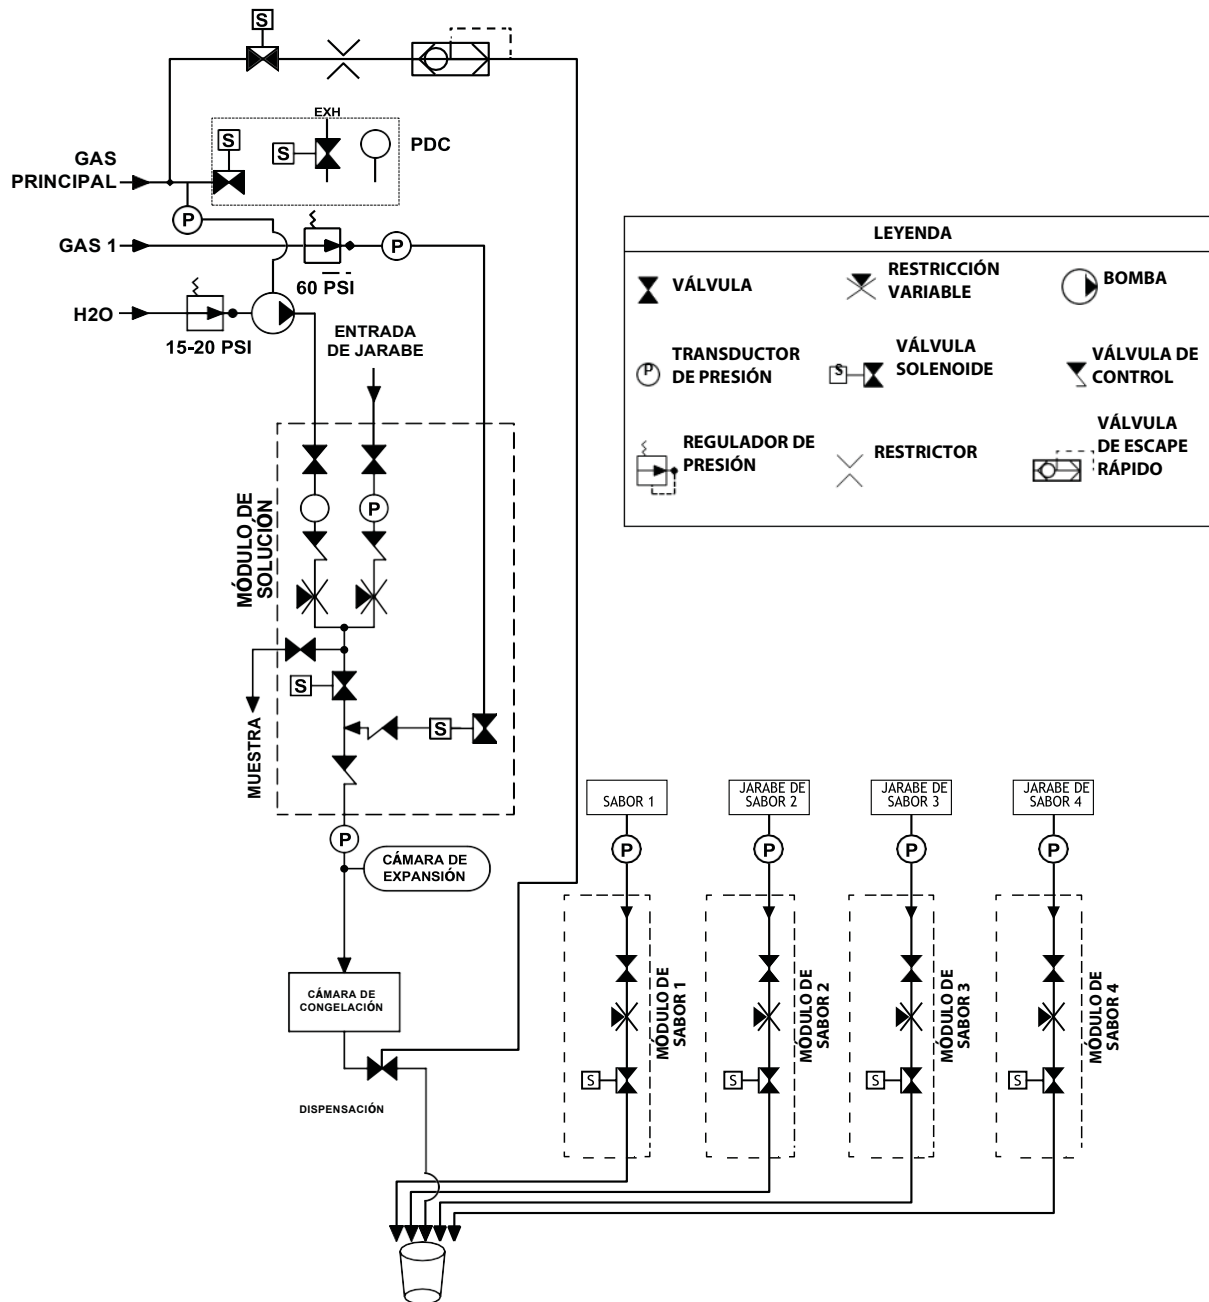 S
EXH
S
S
PDC
GAS
PRINCIPAL
P
GAS 1
P
60 PSI
H2O
15-20 PSI
ENTRADA
DE JARABE
LEYENDA
VÁLVULA
RESTRICCIÓN
VARIABLE
BOMBA
P
TRANSDUCTOR
DE PRESIÓN
S
VÁLVULA
SOLENOIDE
VÁLVULA DE
CONTROL
REGULADOR DE
PRESIÓN
RESTRICTOR
VÁLVULA
DE ESCAPE
RÁPIDO
MÓDULO DE
SOLUCIÓN
P
S
S
MUESTRA
P
CÁMARA DE
EXPANSIÓN
CÁMARA DE
CONGELACIÓN
DISPENSACIÓN
SABOR 1
JARABE DE
SABOR 2
JARABE DE
SABOR 3
JARABE DE
SABOR 4
P
P
P
P
MÓDULO DE
SABOR 1
MÓDULO DE
SABOR 2
MÓDULO DE
SABOR 3
MÓDULO DE
SABOR 4
S
S
S
S